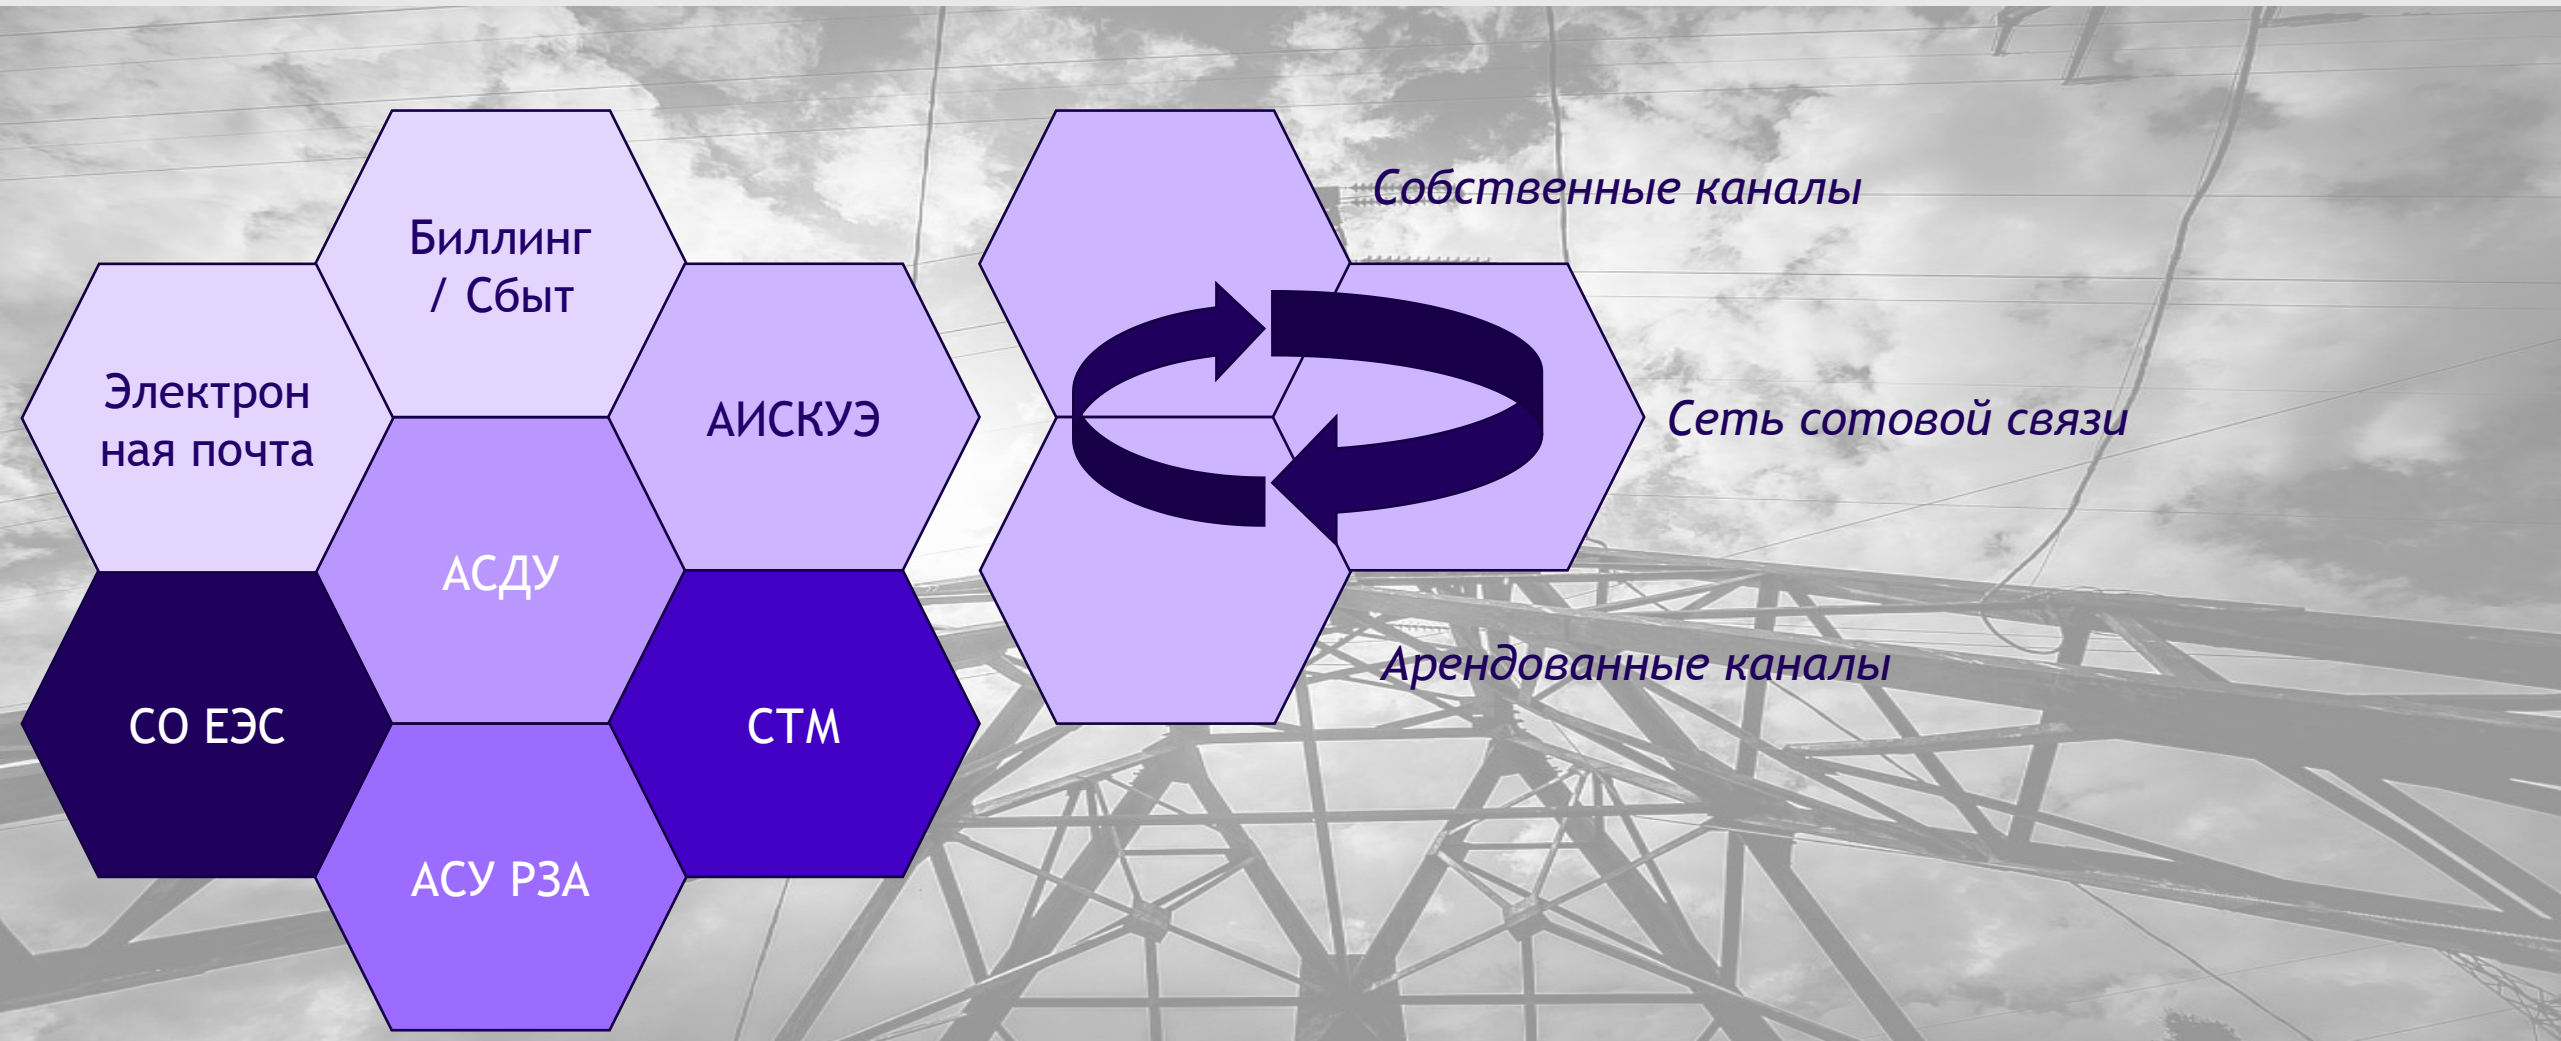 Биллинг
/ Сбыт
Электрон
ная почта
АИСКУЭ
АСДУ
СО ЕЭС
СТМ
АСУ РЗА
Собственные каналы
Сеть сотовой связи
Арендованные каналы